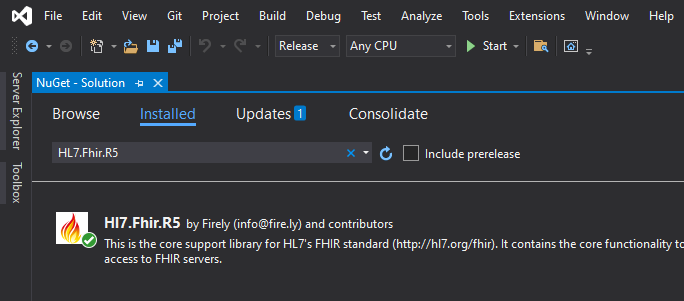 File Edit View Git Project Build Debug Test Analyze Tools Extensions Window Help
Release Any CPU Start
Server Explorer
Toolbox
NuGet - Solution
Browse Installed Updates 1 Consolidate
HL7.Fhir.R5 Include prerelease
Hl7.Fhir.R5 by Firely (info@fire.ly) and contributors
This is the core support library for HL7's FHIR standard (http://hl7.org/fhir). It contains the core functionality to
access to FHIR servers.